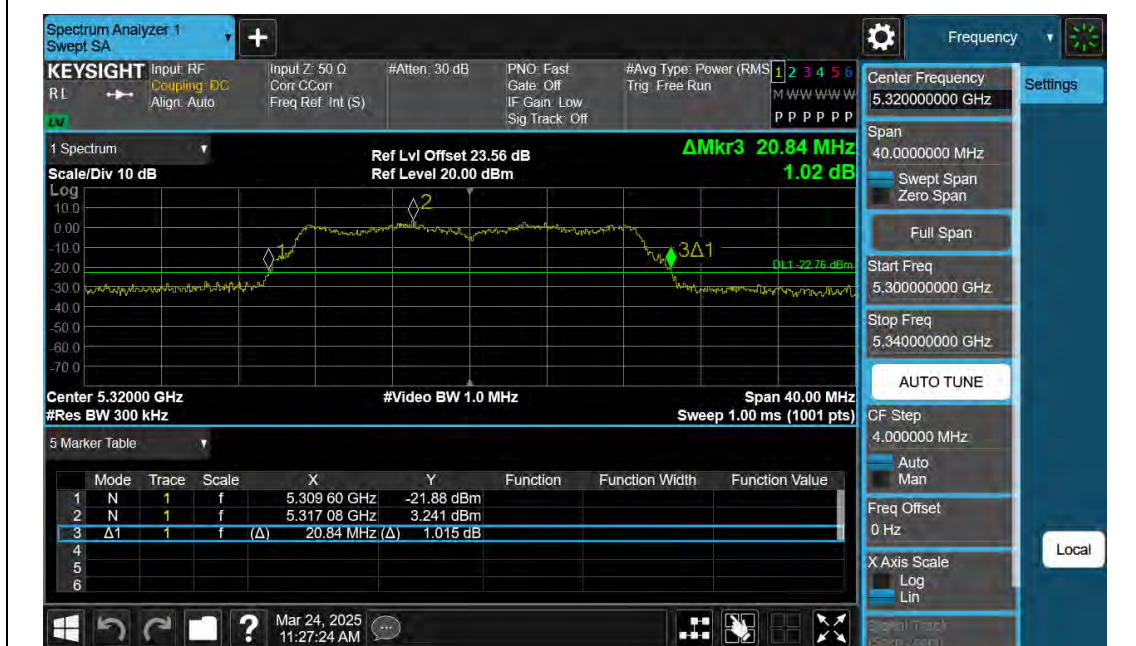 Spectrum Analyzer 1
Swept SA
+
Frequency
KEYSIGHT
RL
LXI
Input: RF
Coupling: DC
Align: Auto
Input Z: 50 Ω
Corr CCorr
Freq Ref: Int (S)
#Atten: 30 dB
PNO: Fast
Gate: Off
IF Gain: Low
Sig Track: Off
#Avg Type: Power (RMS
Trig: Free Run
1 2 3 4 5 6
M W W W W W
P P P P P P
1 Spectrum
Scale/Div 10 dB
Ref Lvl Offset 23.56 dB
Ref Level 20.00 dBm
ΔMkr3 20.84 MHz
1.02 dB
Log
10.0
0.00
-10.0
-20.0
-30.0
-40.0
-50.0
-60.0
-70.0
1
2
3Δ1
DL1 -22.76 dBm
Center 5.32000 GHz
#Res BW 300 kHz
#Video BW 1.0 MHz
Span 40.00 MHz
Sweep 1.00 ms (1001 pts)
5 Marker Table
Mode Trace Scale X Y Function Function Width Function Value
1 N 1 f 5.309 60 GHz -21.88 dBm
2 N 1 f 5.317 08 GHz 3.241 dBm
3 Δ1 1 f (Δ) 20.84 MHz (Δ) 1.015 dB
4
5
6
?
Mar 24, 2025
11:27:24 AM
Center Frequency
5.320000000 GHz
Span
40.0000000 MHz
Swept Span
Zero Span
Full Span
Start Freq
5.300000000 GHz
Stop Freq
5.340000000 GHz
AUTO TUNE
CF Step
4.000000 MHz
Auto
Man
Freq Offset
0 Hz
X Axis Scale
Log
Lin
Signal Track
Settings
Local